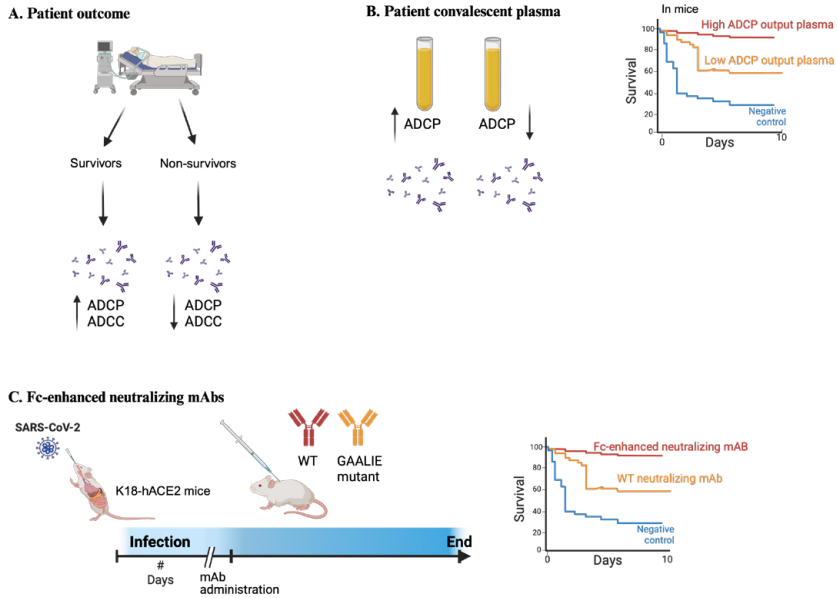 A. Patient outcome
Survivors
Non-survivors
ADCP
ADCC
ADCP
ADCC
B. Patient convalescent plasma
ADCP
ADCP
In mice
High ADCP output plasma
Low ADCP output plasma
Negative
control
Survival
100
80
60
40
20
0
0
10
Days
C. Fc-enhanced neutralizing mAbs
SARS-CoV-2
K18-hACE2 mice
WT
GAALIE
mutant
Infection
End
#
Days
mAb
administration
Fc-enhanced neutralizing mAB
WT neutralizing mAb
Negative
control
Survival
100
80
60
40
20
0
0
10
Days